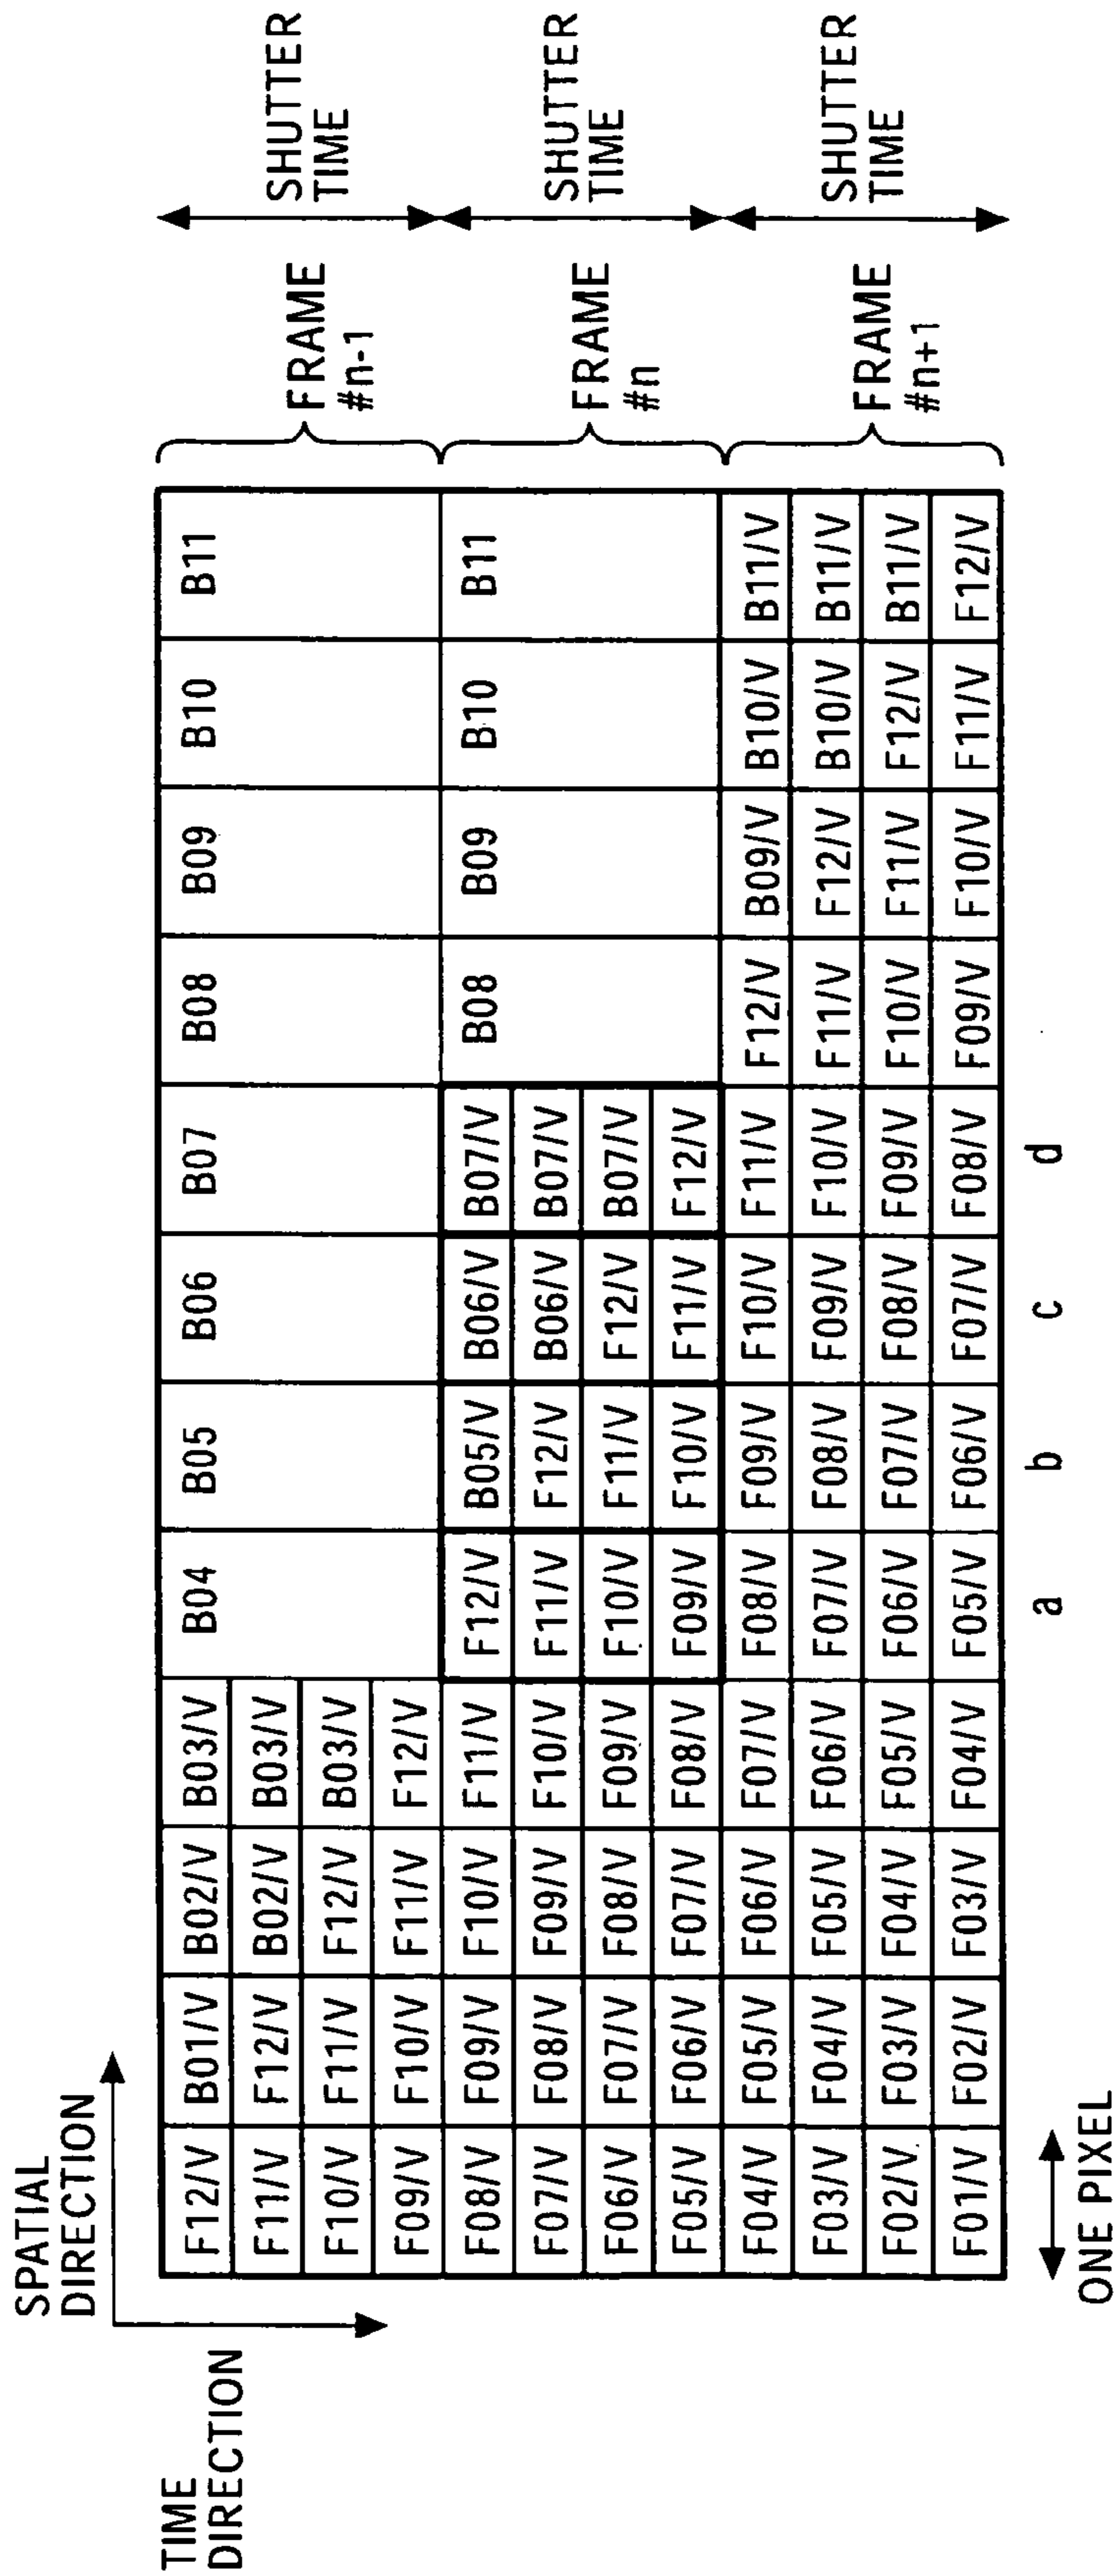 SPATIAL
DIRECTION
TIME
DIRECTION
F12/V B01/V B02/V B03/V B04 B05 B06 B07 B08 B09 B10 B11
F11/V F12/V B02/V B03/V
F10/V F11/V F12/V B03/V
F09/V F10/V F11/V F12/V
FRAME
#n-1
SHUTTER
TIME
F08/V F09/V F10/V F11/V F12/V B05/V B06/V B07/V B08 B09 B10 B11
F07/V F08/V F09/V F10/V F11/V F12/V B06/V B07/V
F06/V F07/V F08/V F09/V F10/V F11/V F12/V B07/V
F05/V F06/V F07/V F08/V F09/V F10/V F11/V F12/V
FRAME
#n
SHUTTER
TIME
F04/V F05/V F06/V F07/V F08/V F09/V F10/V F11/V F12/V B09/V B10/V B11/V
F03/V F04/V F05/V F06/V F07/V F08/V F09/V F10/V F11/V F12/V B10/V B11/V
F02/V F03/V F04/V F05/V F06/V F07/V F08/V F09/V F10/V F11/V F12/V B11/V
F01/V F02/V F03/V F04/V F05/V F06/V F07/V F08/V F09/V F10/V F11/V F12/V
FRAME
#n+1
SHUTTER
TIME
a b c d
ONE PIXEL